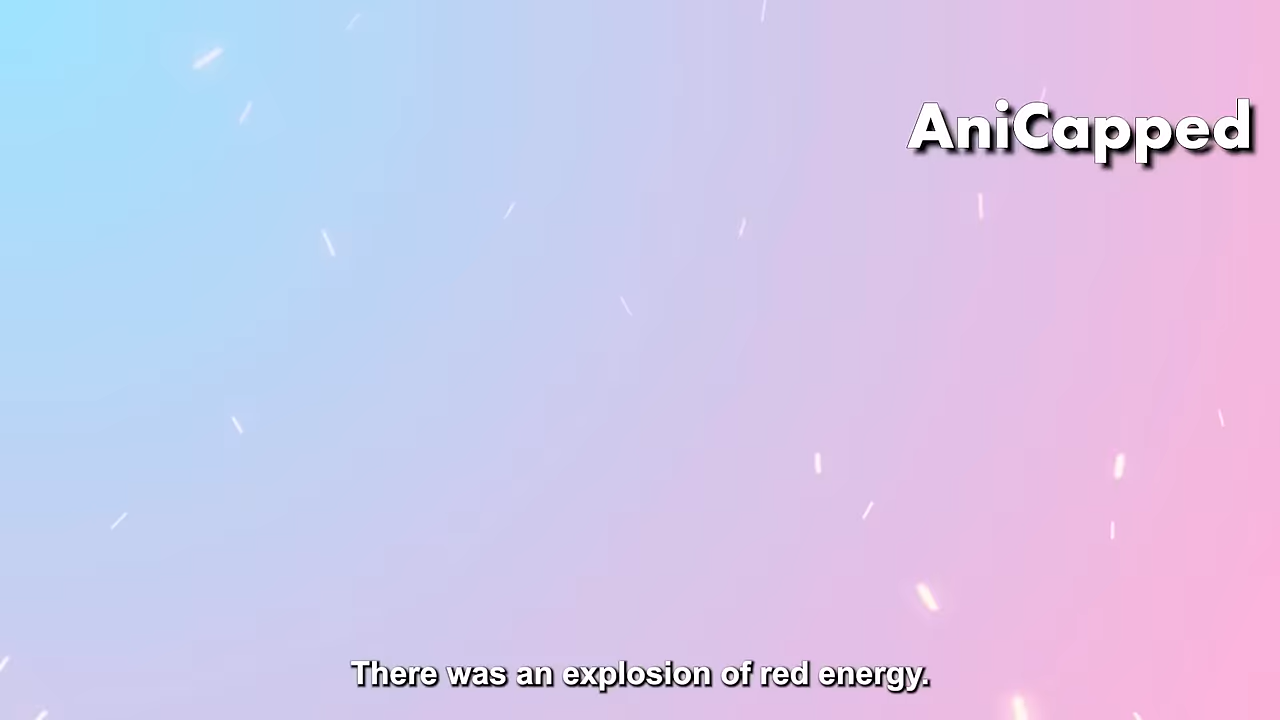 AniCapped
There was an explosion of red energy.